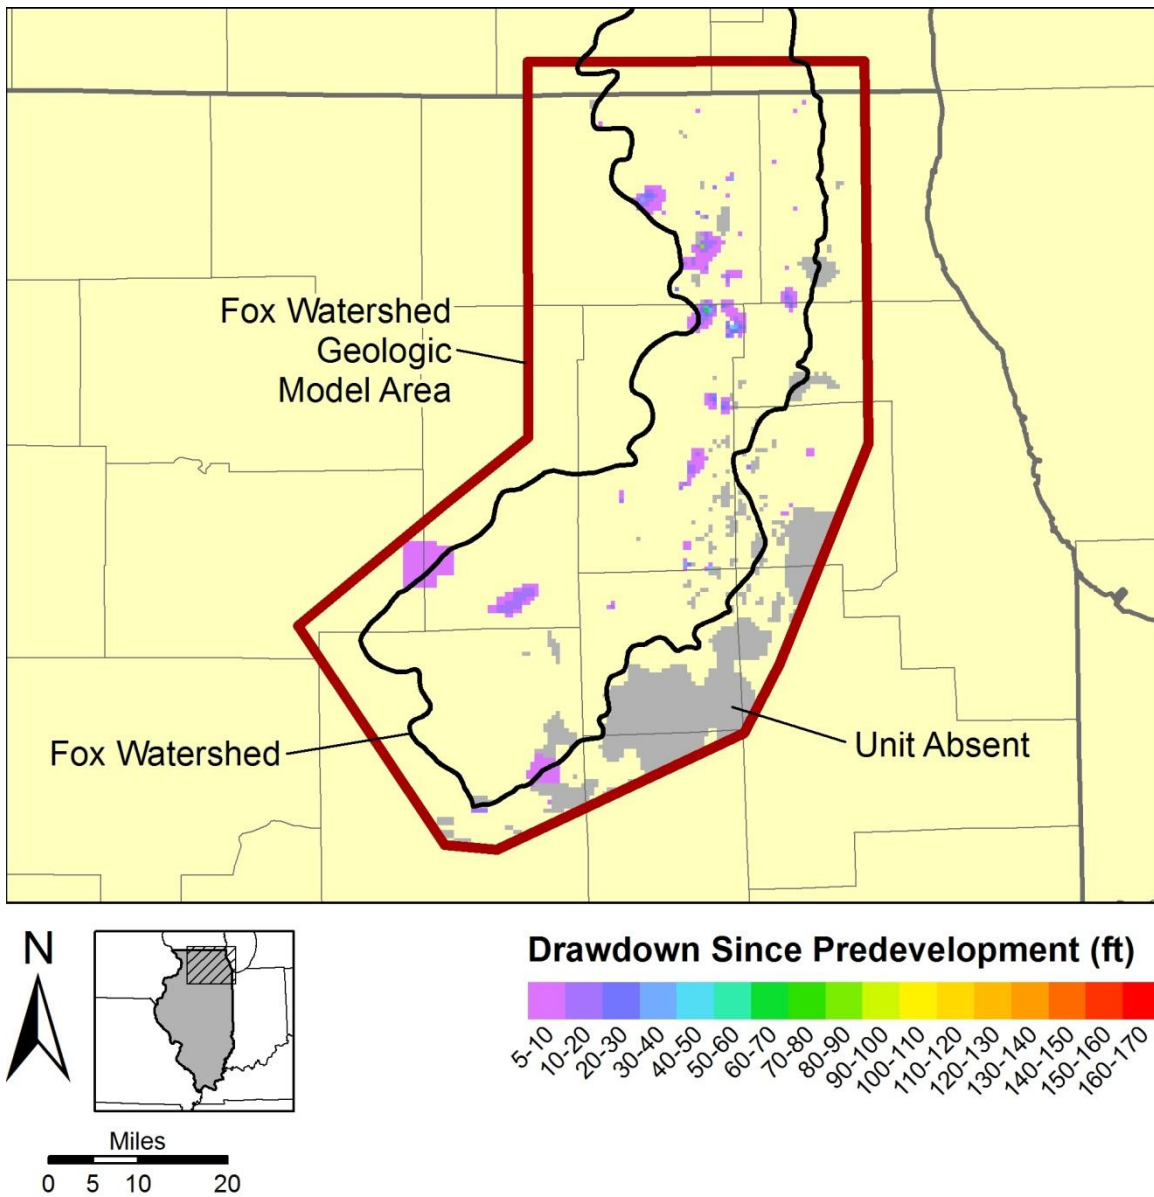 Fox Watershed
Geologic
Model Area
Fox Watershed
Unit Absent
N
Miles
0 5 10 20
Drawdown Since Predevelopment (ft)
5-10
10-20
20-30
30-40
40-50
50-60
60-70
70-80
80-90
90-100
100-110
110-120
120-130
130-140
140-150
150-160
160-170